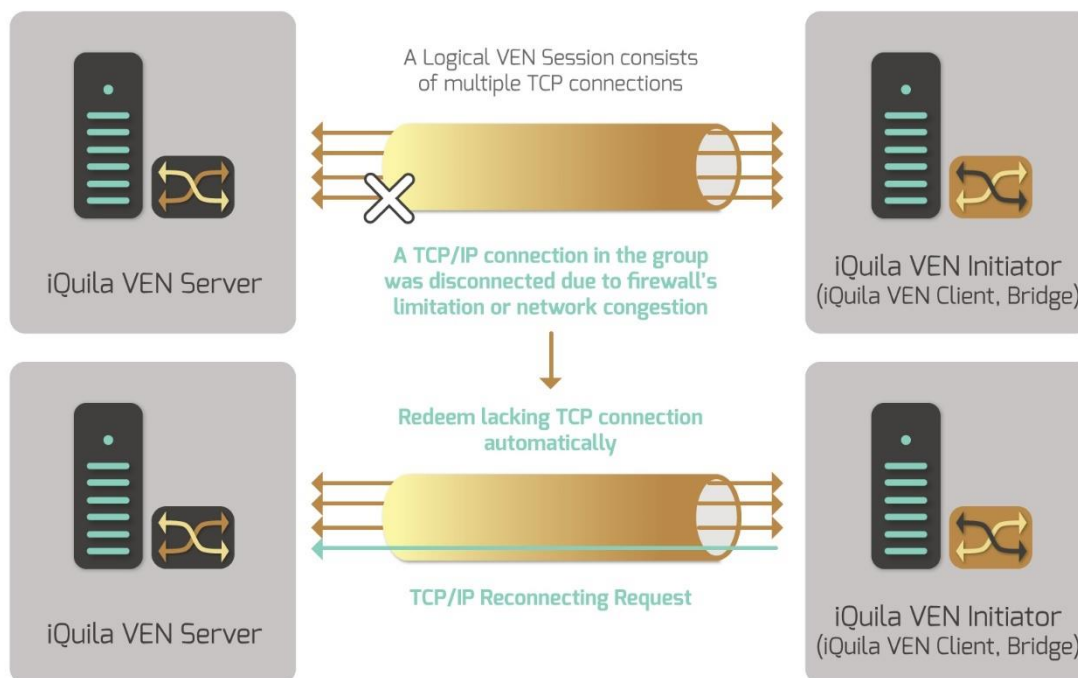 A Logical VEN Session consists
of multiple TCP connections
iQuila VEN Server
A TCP/IP connection in the group
was disconnected due to firewall's
limitation or network congestion
iQuila VEN Initiator
(iQuila VEN Client, Bridge)
Redeem lacking TCP connection
automatically
iQuila VEN Server
TCP/IP Reconnecting Request
iQuila VEN Initiator
(iQuila VEN Client, Bridge)